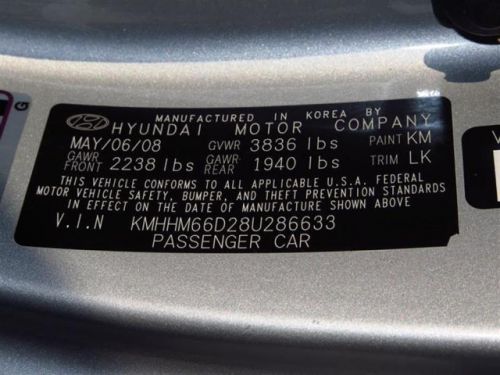 MANUFACTURED IN KOREA BY
HYUNDAI MOTOR COMPANY
MAY/06/08 GVWR 3836 lbs PAINT KM
GAWR FRONT 2238 lbs GAWR REAR 1940 lbs TRIM LK
THIS VEHICLE CONFORMS TO ALL APPLICABLE U.S.A. FEDERAL
MOTOR VEHICLE SAFETY, BUMPER, AND THEFT PREVENTION STANDARDS
IN EFFECT ON THE DATE OF MANUFACTURE SHOWN ABOVE
V.I.N KMHHM66D28U286633
PASSENGER CAR
G